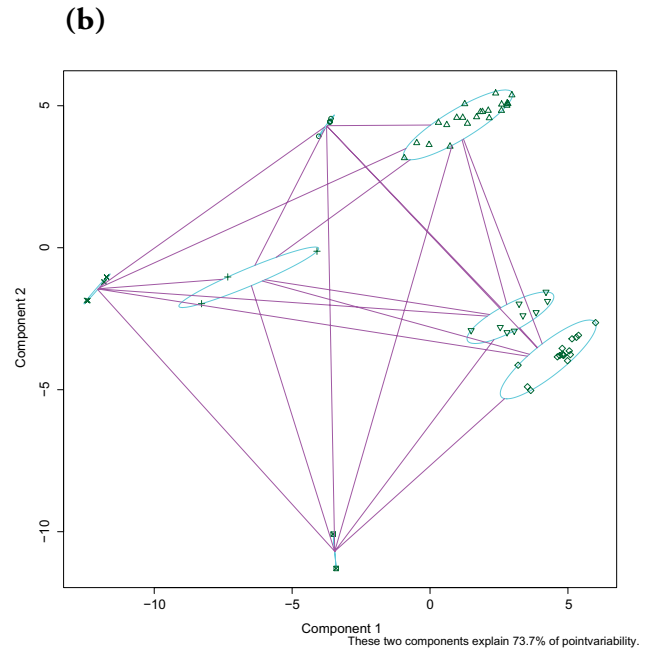 (b)
5
0
−5
−10
Component 2
−10
−5
0
5
Component 1
These two components explain 73.7% of pointvariability.